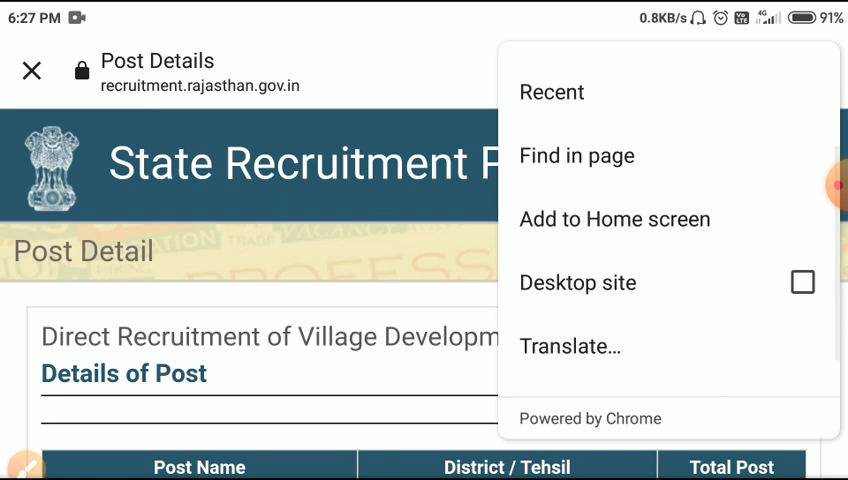 6:27 PM
0.8KB/s 4G 91%
Post Details
recruitment.rajasthan.gov.in
State Recruitment P
Post Detail
Direct Recruitment of Village Developm
Details of Post
Post Name District / Tehsil Total Post
Recent
Find in page
Add to Home screen
Desktop site
Translate...
Powered by Chrome